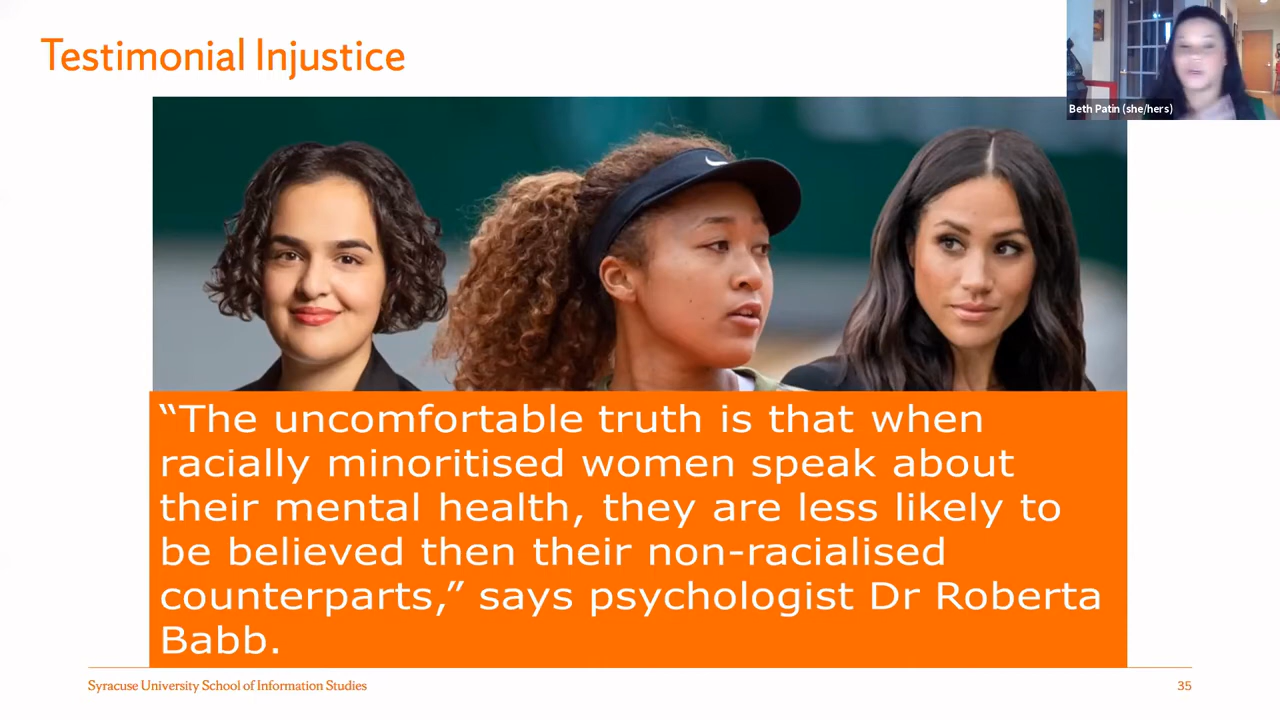 Testimonial Injustice
Beth Patin (she/hers)
“The uncomfortable truth is that when
racially minoritised women speak about
their mental health, they are less likely to
be believed then their non-racialised
counterparts,” says psychologist Dr Roberta
Babb.
Syracuse University School of Information Studies
35